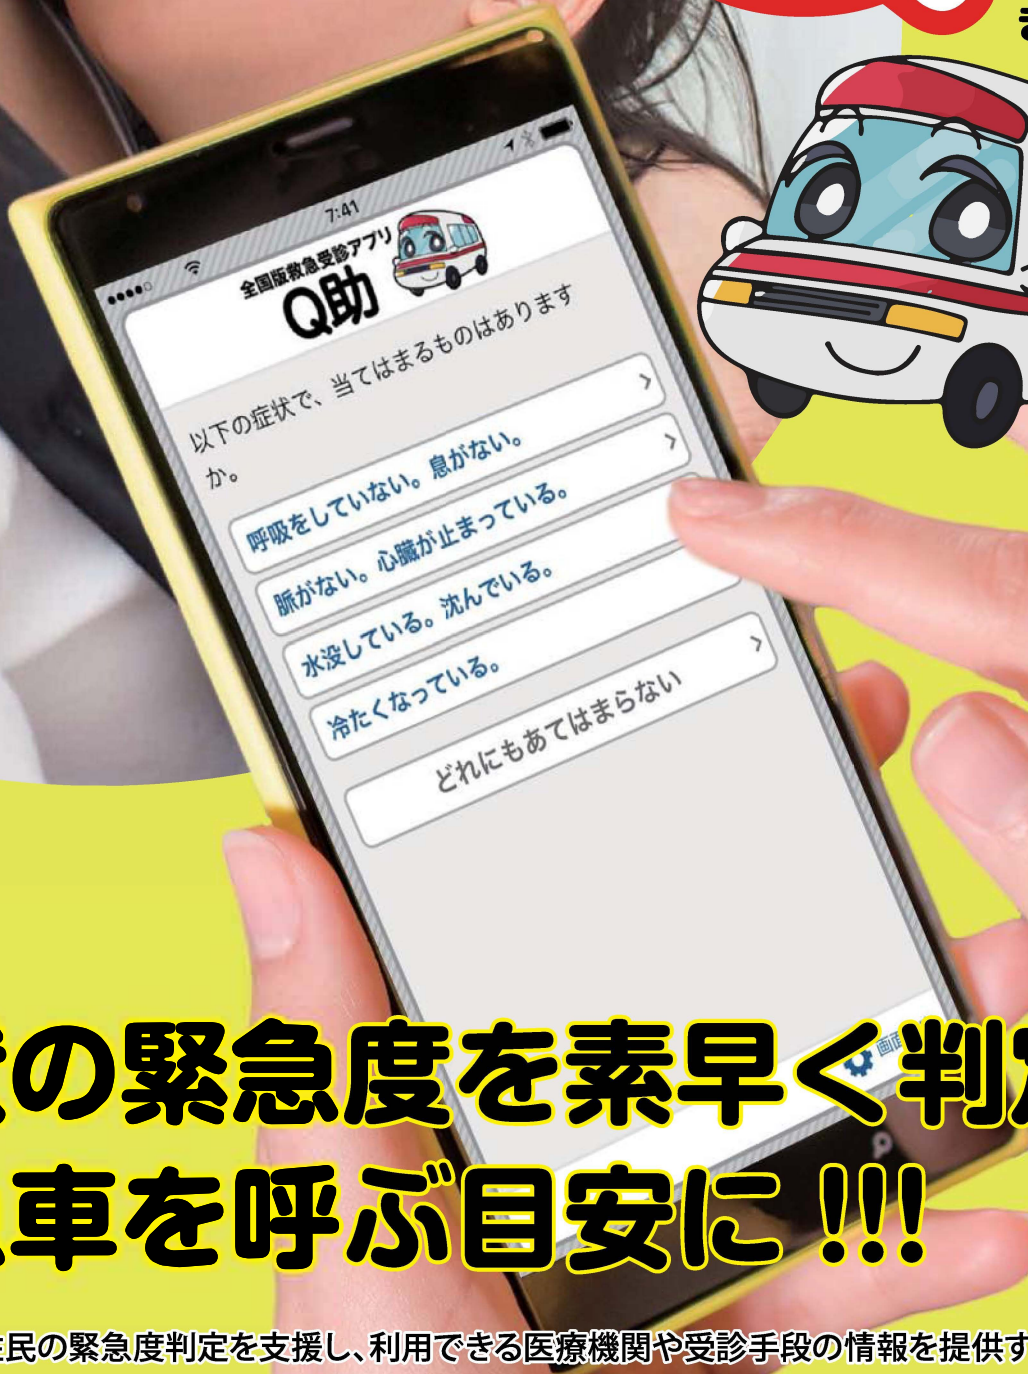 7:41
全国版救急受診アプリ
Q助
以下の症状で、当てはまるものはあります
か。
呼吸をしていない。息がない。
脈がない。心臓が止まっている。
水没している。沈んでいる。
冷たくなっている。
どれにもあてはまらない
画面
の緊急度を素早く判定
車を呼ぶ目安に!!!
住民の緊急度判定を支援し、利用できる医療機関や受診手段の情報を提供す